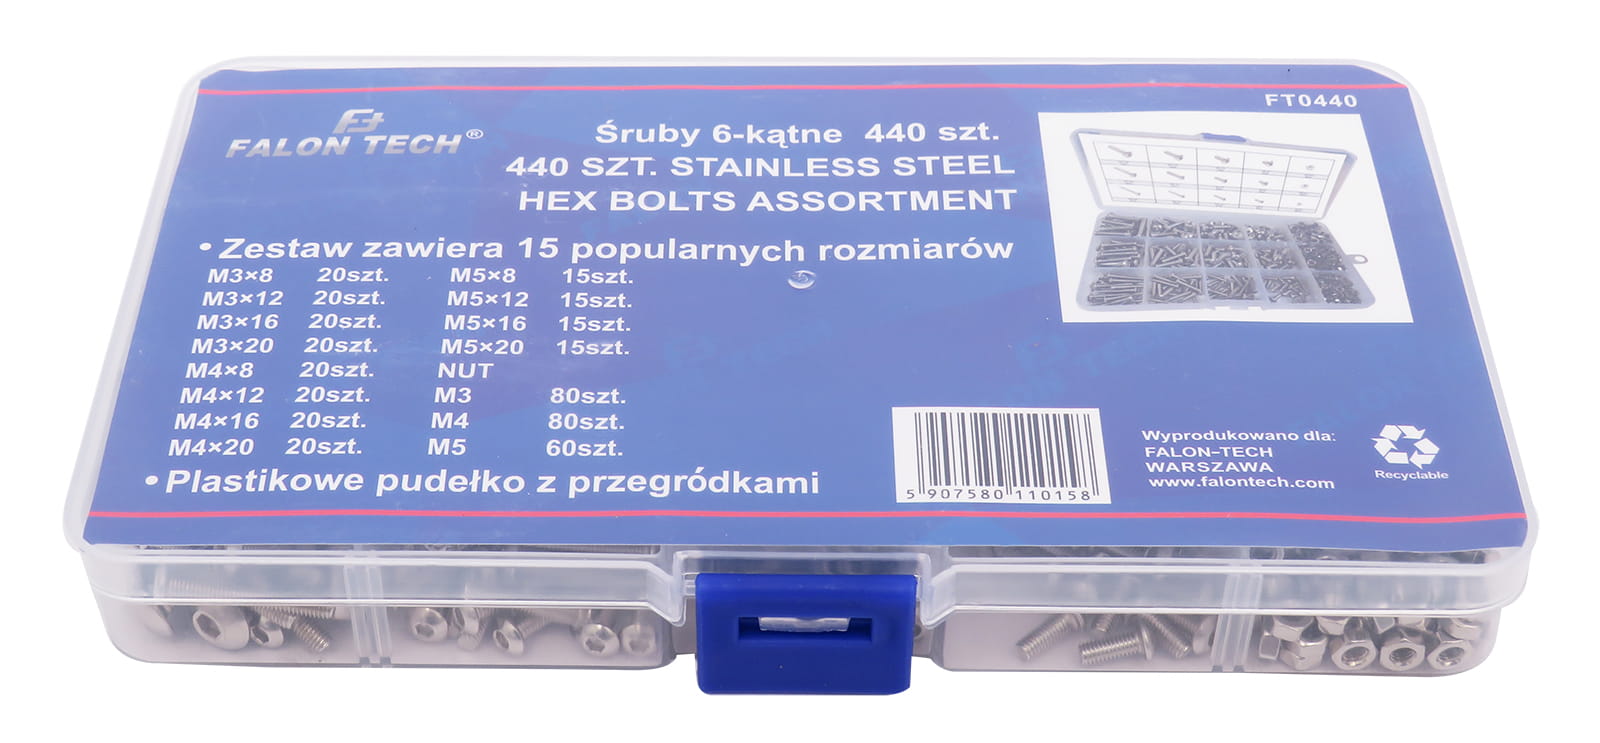 FALON TECH®
FT0440
Śruby 6-kątne 440 szt.
440 SZT. STAINLESS STEEL
HEX BOLTS ASSORTMENT
• Zestaw zawiera 15 popularnych rozmiarów
M3×8 20szt. M5×8 15szt.
M3×12 20szt. M5×12 15szt.
M3×16 20szt. M5×16 15szt.
M3×20 20szt. M5×20 15szt.
M4×8 20szt. NUT
M4×12 20szt. M3 80szt.
M4×16 20szt. M4 80szt.
M4×20 20szt. M5 60szt.
• Plastikowe pudełko z przegródkami
5 907580 110158
Wyprodukowano dla:
FALON-TECH
WARSZAWA
www.falontech.com
Recyclable